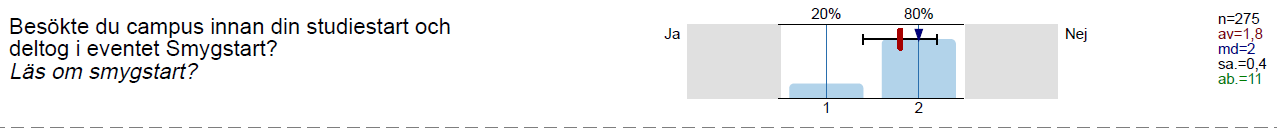 Besökte du campus innan din studiestart och
deltog i eventet Smygstart?
Läs om smygstart?
20% 80%
Ja Nej
1 2
n=275
av=1,8
md=2
sa.=0,4
ab.=11